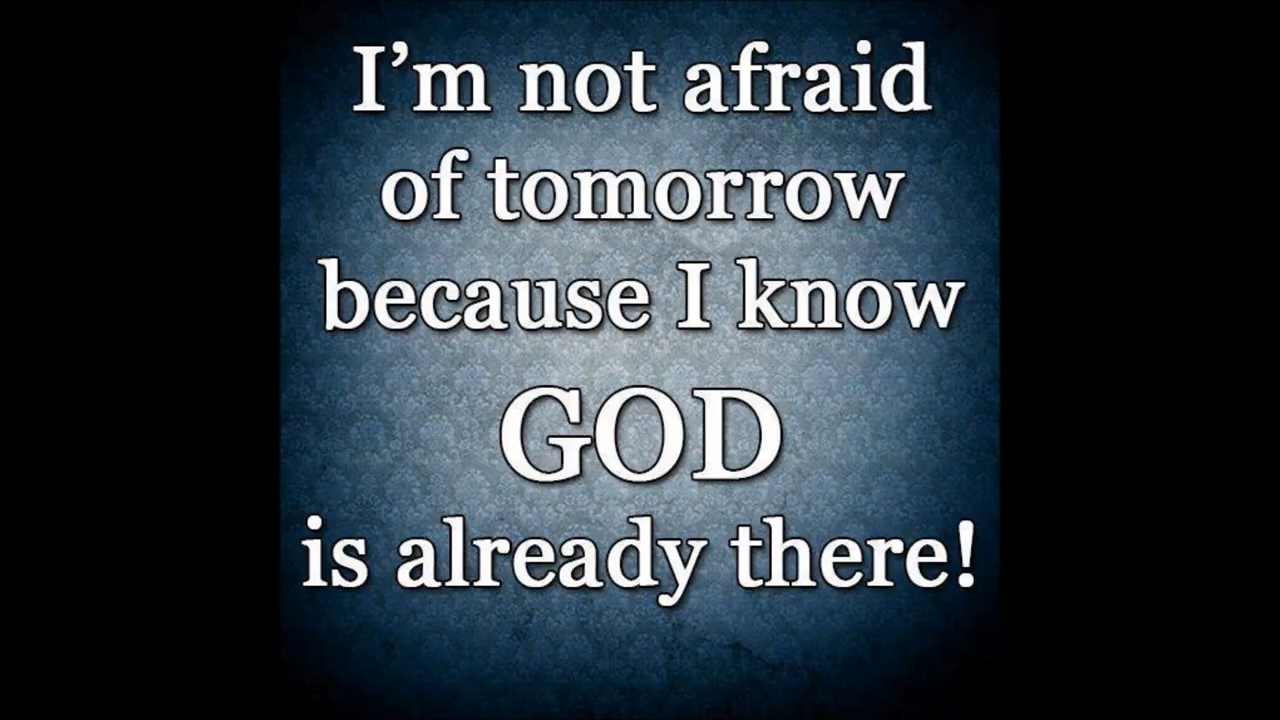 I’m not afraid
of tomorrow
because I know
GOD
is already there!